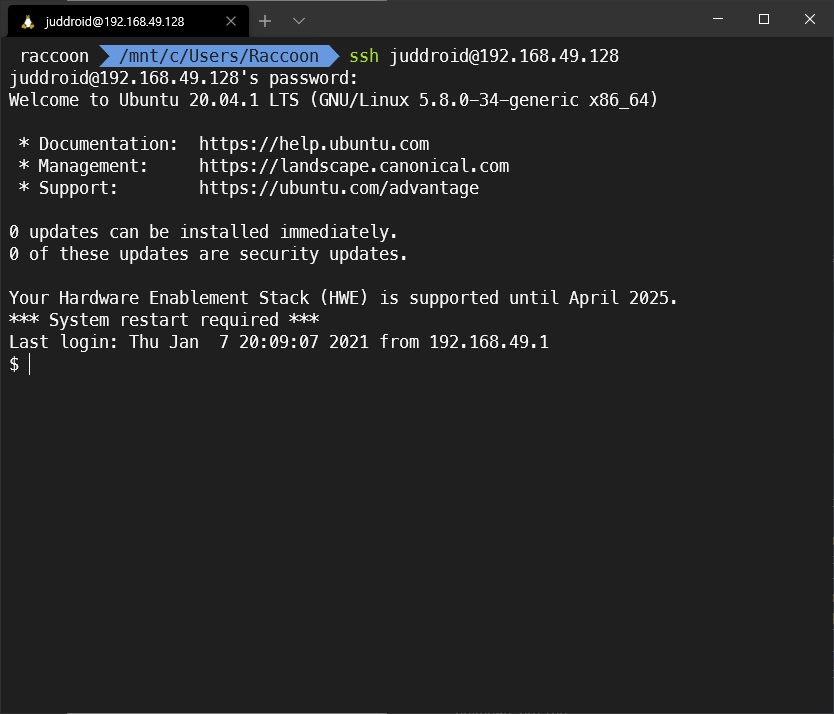 juddroid@192.168.49.128
raccoon /mnt/c/Users/Raccoon ssh juddroid@192.168.49.128
juddroid@192.168.49.128's password:
Welcome to Ubuntu 20.04.1 LTS (GNU/Linux 5.8.0-34-generic x86_64)
* Documentation: https://help.ubuntu.com
* Management: https://landscape.canonical.com
* Support: https://ubuntu.com/advantage
0 updates can be installed immediately.
0 of these updates are security updates.
Your Hardware Enablement Stack (HWE) is supported until April 2025.
*** System restart required ***
Last login: Thu Jan 7 20:09:07 2021 from 192.168.49.1
$